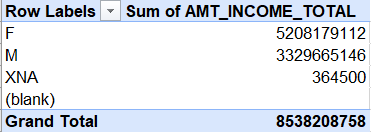 Row Labels Sum of AMT_INCOME_TOTAL
F 5208179112
M 3329665146
XNA 364500
(blank)
Grand Total 8538208758